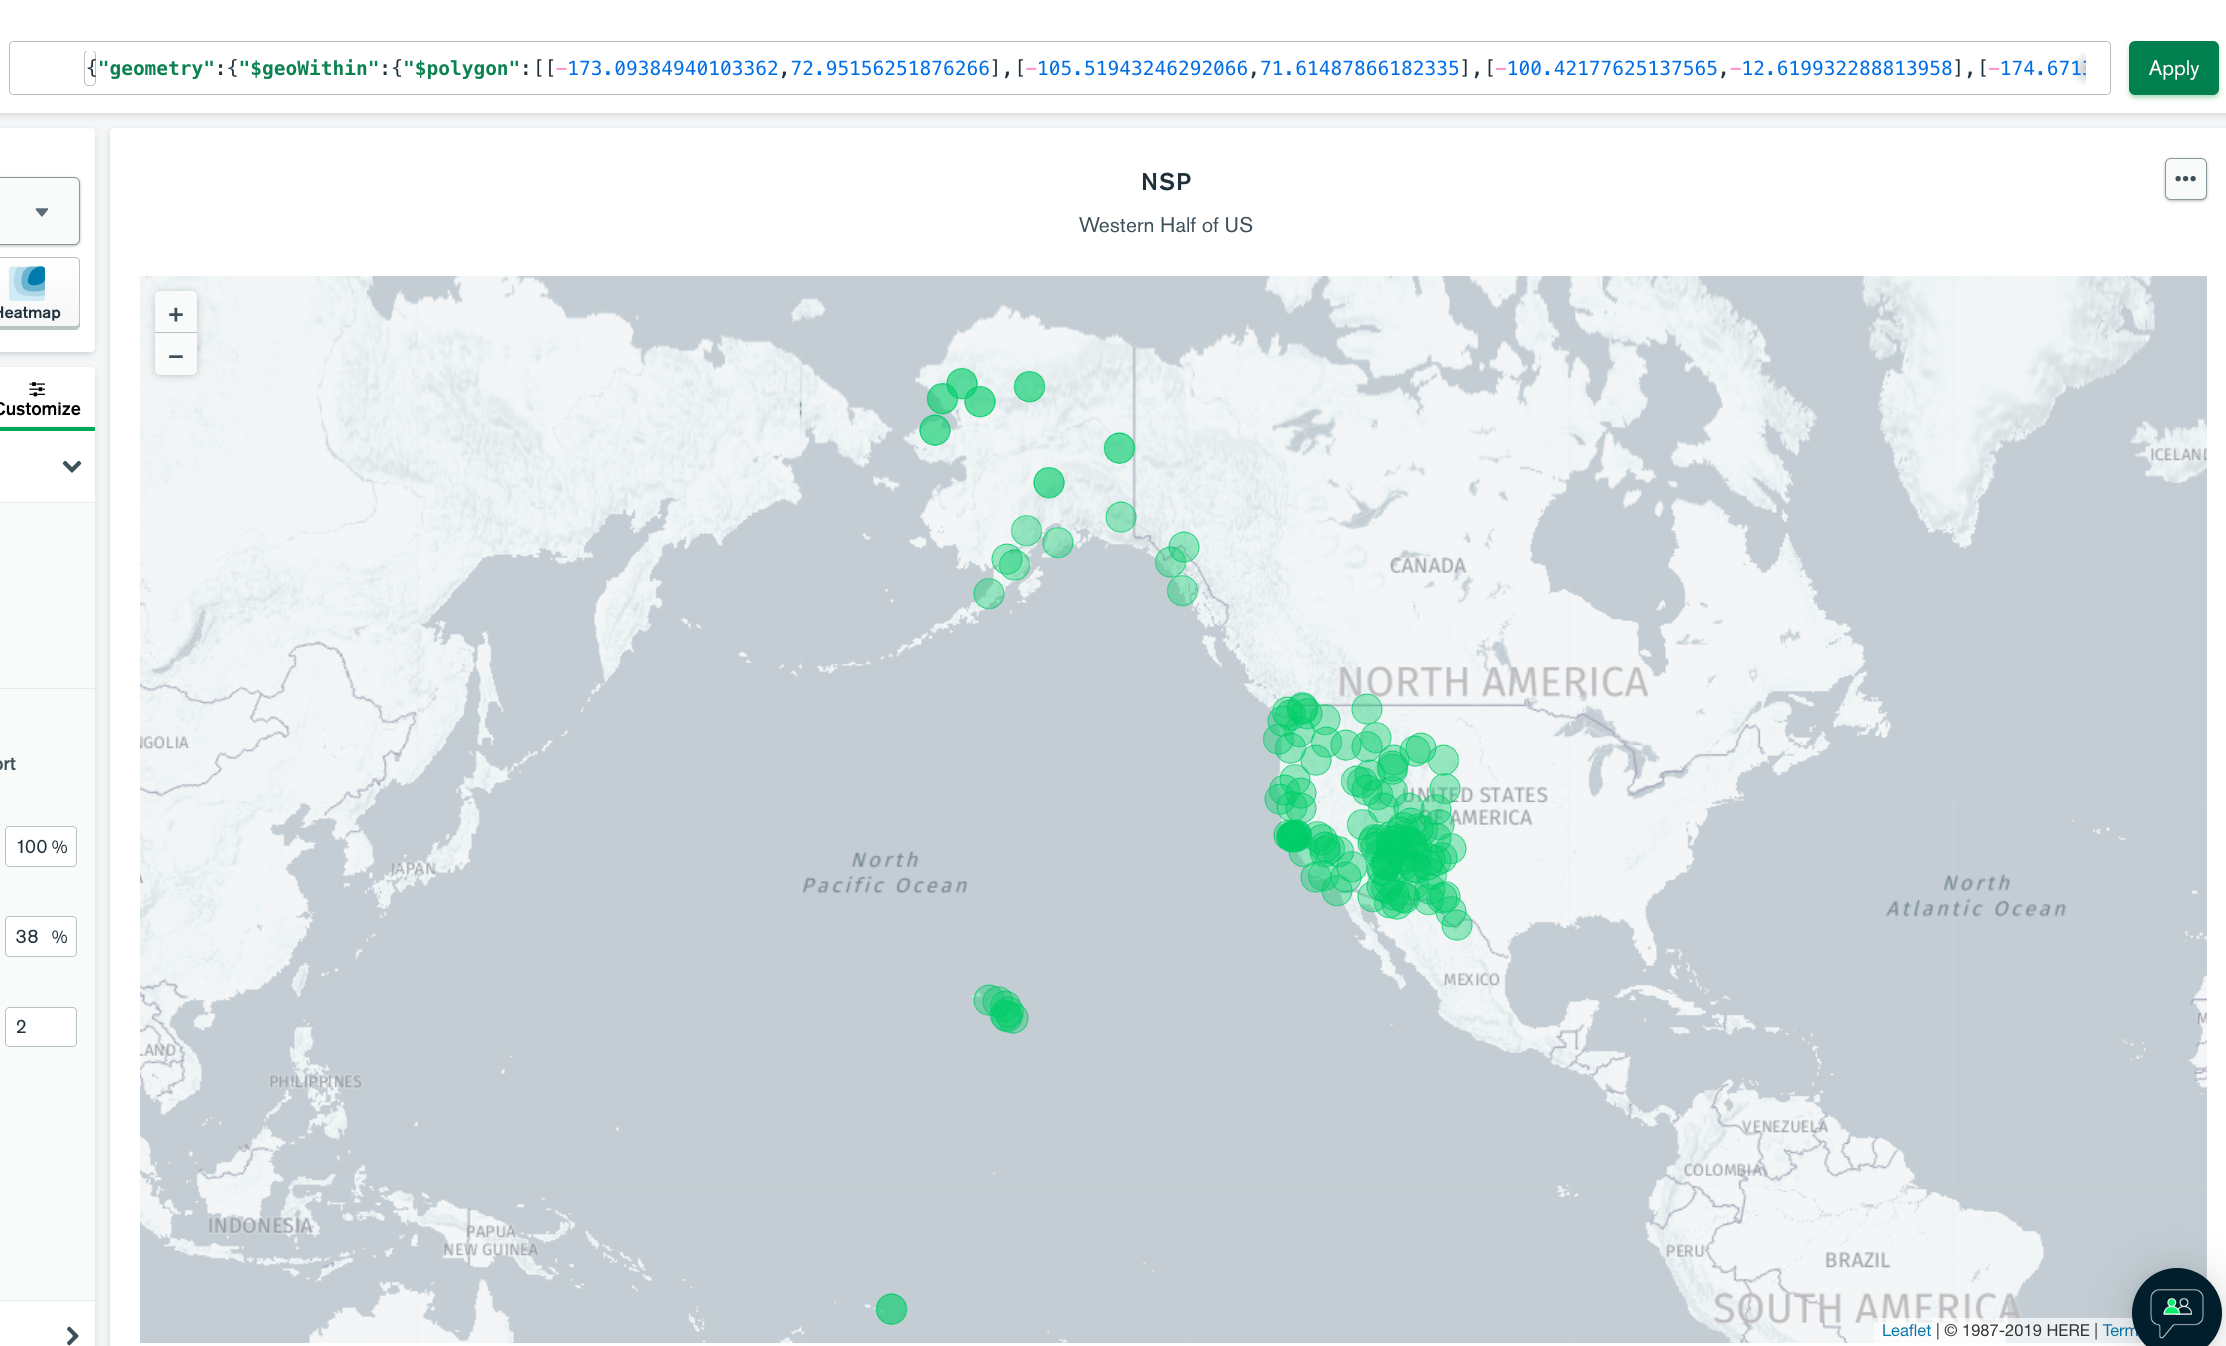 {"geometry":{"$geoWithin":{"$polygon":[[-173.09384940103362,72.95156251876266],[-105.51943246292066,71.61487866182335],[-100.42177625137565,-12.619932288813958],[-174.671
Apply
NSP
•••
Western Half of US
Heatmap
+
−
Customize
ICELAND
CANADA
NORTH AMERICA
UNITED STATES
OF AMERICA
NGOLIA
ort
100 %
JAPAN
North
Pacific Ocean
North
Atlantic Ocean
38 %
MEXICO
2
LAND
PHILIPPINES
VENEZUELA
COLOMBIA
INDONESIA
PAPUA
NEW GUINEA
PERU
BRAZIL
SOUTH AMERICA
Leaflet | © 1987-2019 HERE | Term